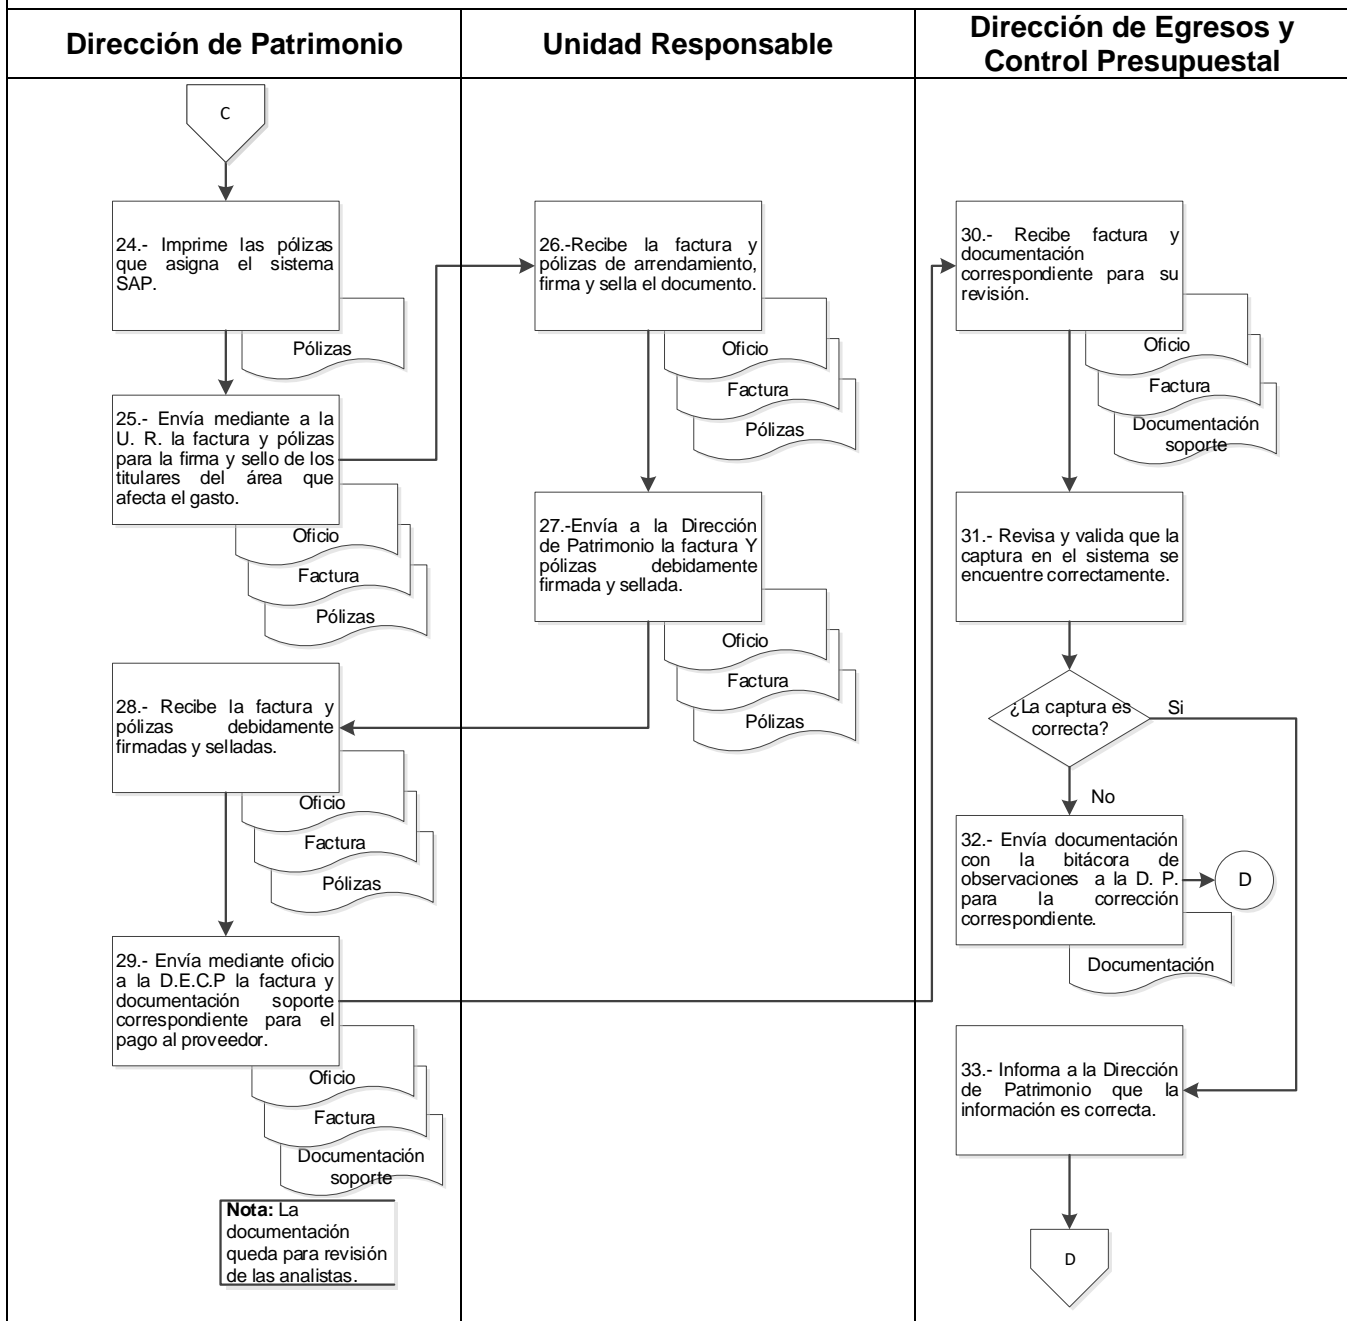 Dirección de Patrimonio
Unidad Responsable
Dirección de Egresos y
Control Presupuestal
C
24.- Imprime las pólizas
que asigna el sistema
SAP.
Pólizas
25.- Envía mediante a la
U. R. la factura y pólizas
para la firma y sello de los
titulares del área que
afecta el gasto.
Oficio
Factura
Pólizas
28.- Recibe la factura y
pólizas debidamente
firmadas y selladas.
Oficio
Factura
Pólizas
29.- Envía mediante oficio
a la D.E.C.P la factura y
documentación soporte
correspondiente para el
pago al proveedor.
Oficio
Factura
Documentación
soporte
Nota: La
documentación
queda para revisión
de las analistas.
26.-Recibe la factura y
pólizas de arrendamiento,
firma y sella el documento.
Oficio
Factura
Pólizas
27.-Envía a la Dirección
de Patrimonio la factura Y
pólizas debidamente
firmada y sellada.
Oficio
Factura
Pólizas
30.- Recibe factura y
documentación
correspondiente para su
revisión.
Oficio
Factura
Documentación
soporte
31.- Revisa y valida que la
captura en el sistema se
encuentre correctamente.
¿La captura es
correcta?
Si
No
32.- Envía documentación
con la bitácora de
observaciones a la D. P.
para la corrección
correspondiente.
D
Documentación
33.- Informa a la Dirección
de Patrimonio que la
información es correcta.
D